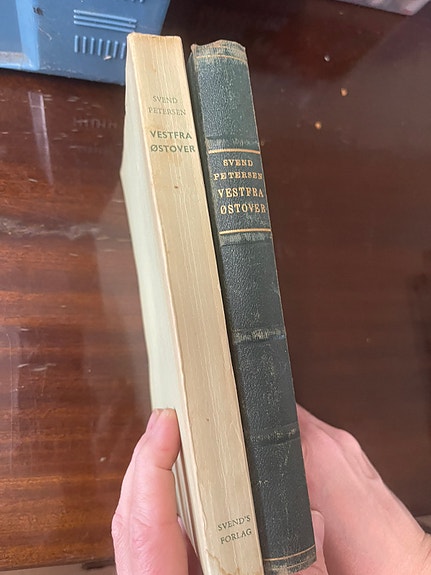 SVEND
PETERSEN
VESTFRA
ØSTOVER
SVEND'S
FORLAG
SVEND
PETERSEN
VESTFRA
ØSTOVER